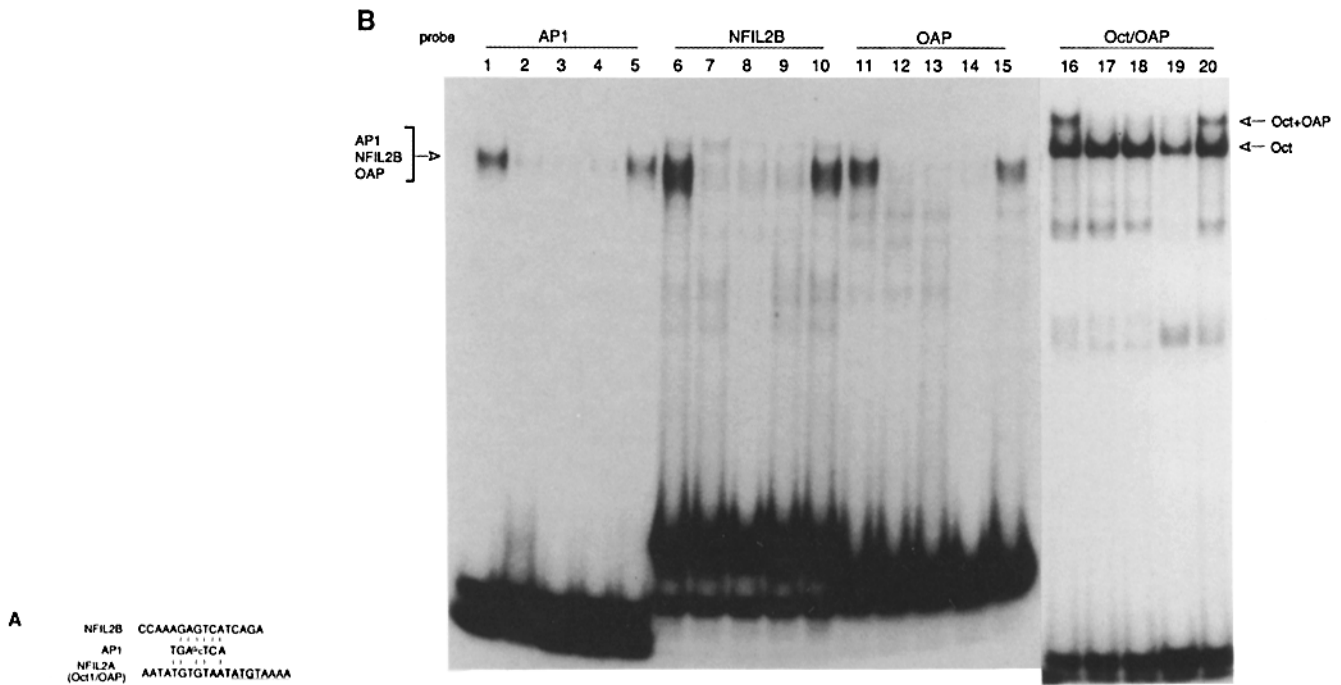 B
probe AP1 NFIL2B OAP Oct/OAP
1 2 3 4 5 6 7 8 9 10 11 12 13 14 15 16 17 18 19 20
AP1
NFIL2B
OAP
Oct+OAP
Oct
A
NFIL2B CCAAAGAGTCATCAGA
AP1 TGAG/CTCA
NFIL2A
(Oct1/OAP) AATATGTGTAATATGTAAAA